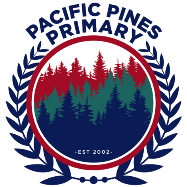 PACIFIC PINES
PRIMARY
-EST 2002-